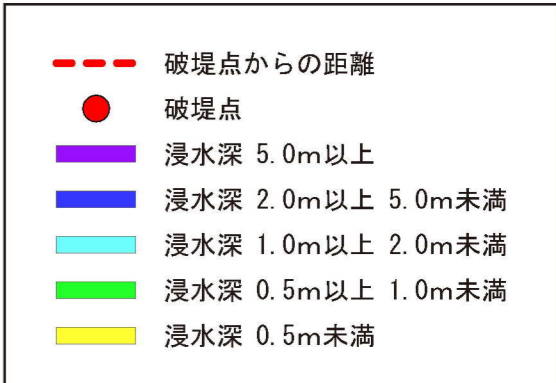 破堤点からの距離
破堤点
浸水深 5.0m以上
浸水深 2.0m以上 5.0m未満
浸水深 1.0m以上 2.0m未満
浸水深 0.5m以上 1.0m未満
浸水深 0.5m未満